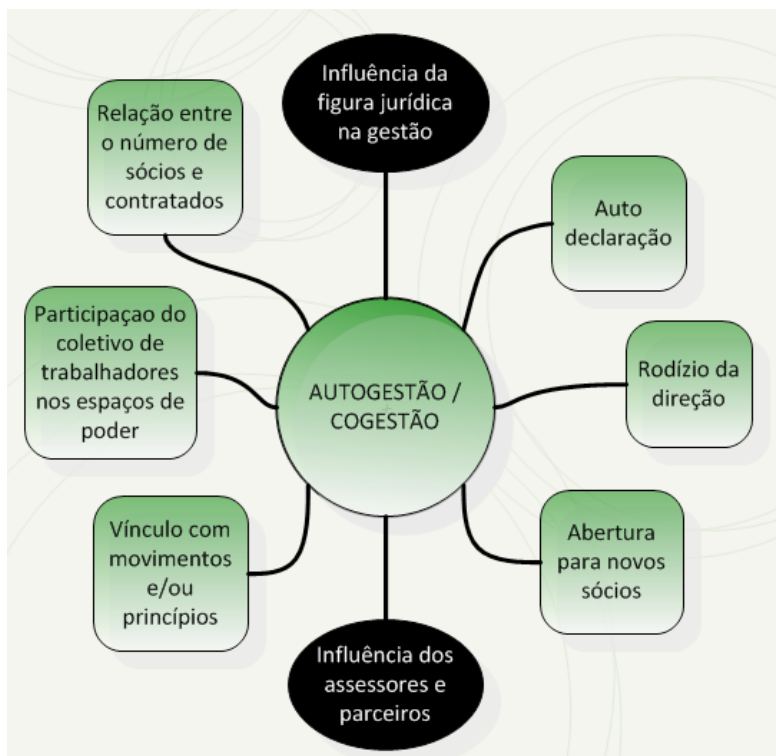 Influência da
figura jurídica
na gestão
Relação entre
o número de
sócios e
contratados
Auto
declaração
Participaçao do
coletivo de
trabalhadores
nos espaços de
poder
AUTOGESTÃO /
COGESTÃO
Rodízio da
direção
Vínculo com
movimentos
e/ou
princípios
Abertura
para novos
sócios
Influência dos
assessores e
parceiros